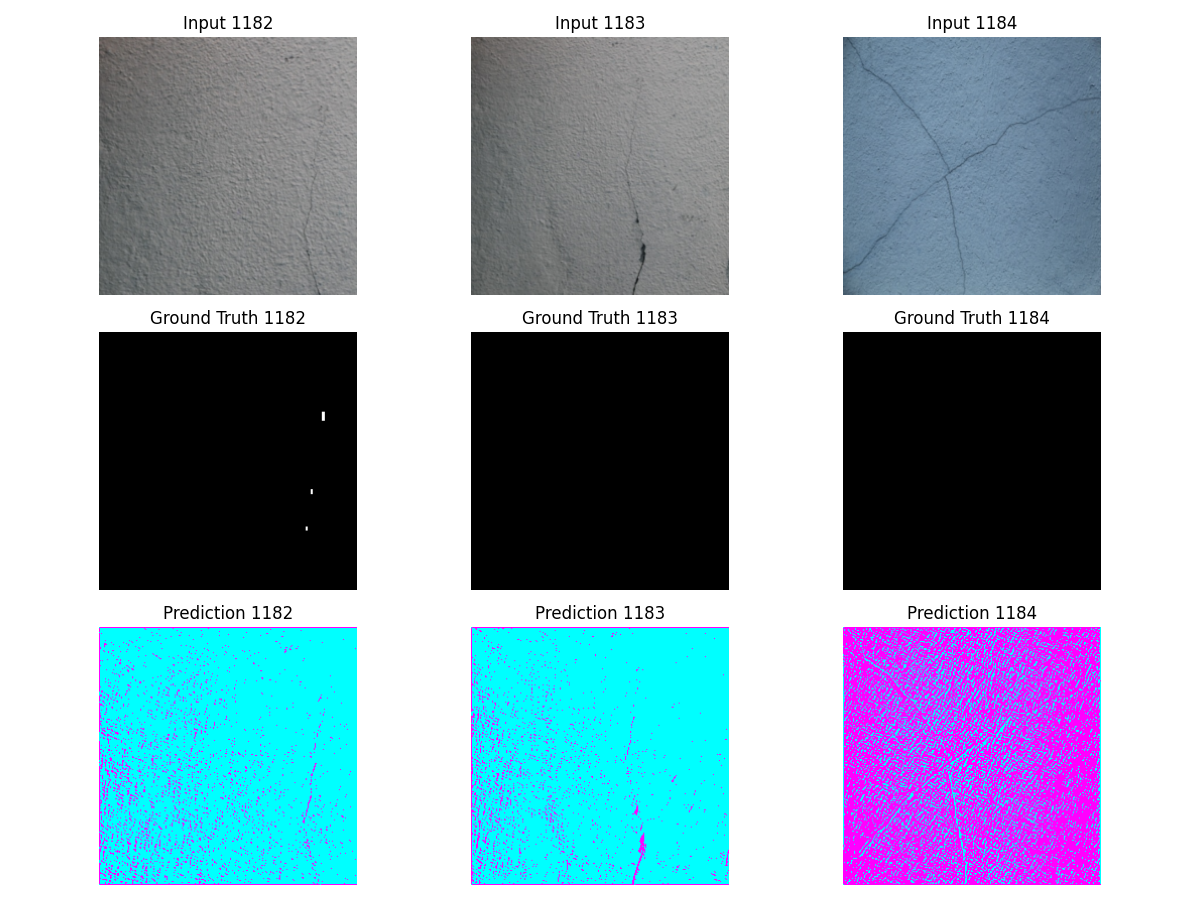 Input 1182
Input 1183
Input 1184
Ground Truth 1182
Ground Truth 1183
Ground Truth 1184
Prediction 1182
Prediction 1183
Prediction 1184